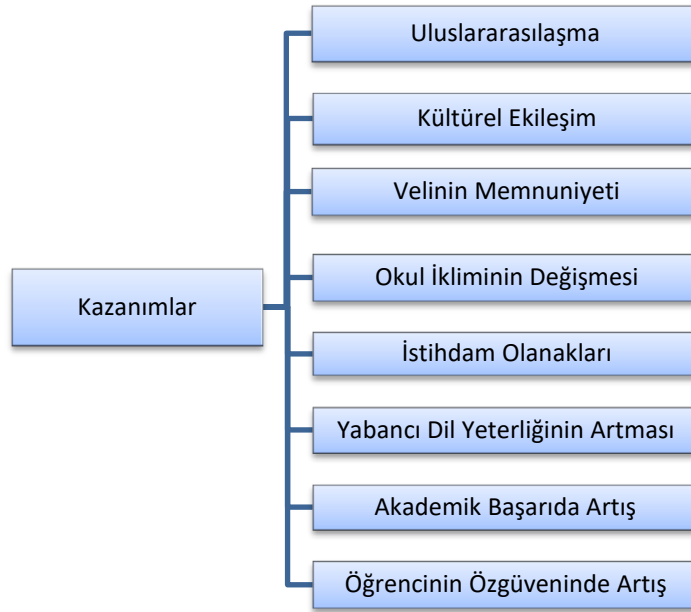 Uluslararasılaşma
Kültürel Ekileşim
Velinin Memnuniyeti
Okul İkliminin Değişmesi
Kazanımlar
İstihdam Olanakları
Yabancı Dil Yeterliğinin Artması
Akademik Başarıda Artış
Öğrencinin Özgüveninde Artış